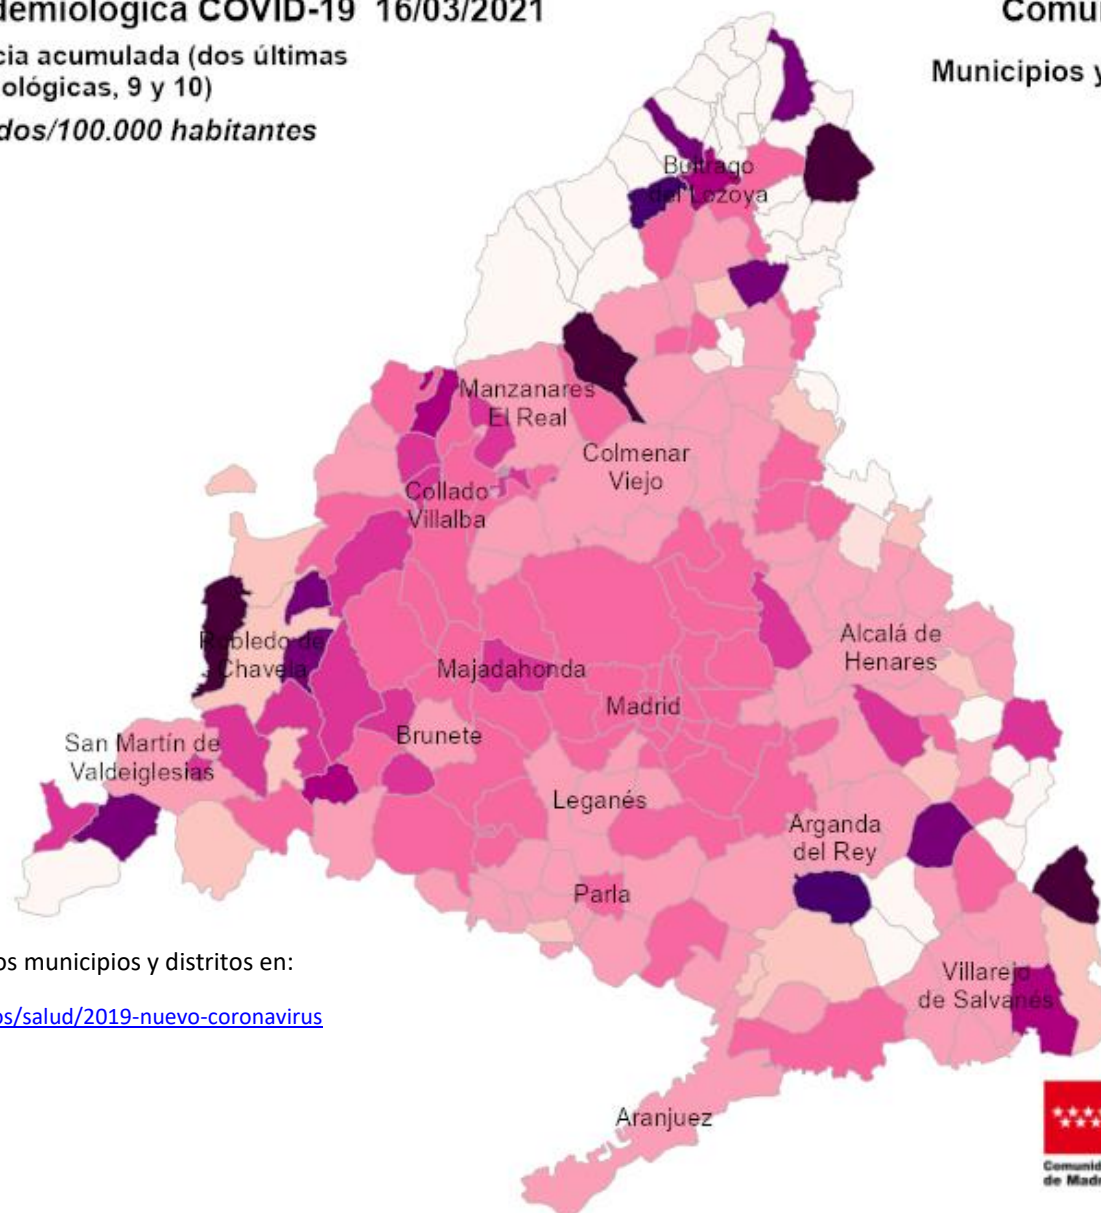 demiológica COVID-19 16/03/2021
Comu
cia acumulada (dos últimas
ológicas, 9 y 10)
Municipios y
dos/100.000 habitantes
Buitrago
del Lozoya
Manzanares
El Real
Colmenar
Viejo
Collado
Villalba
Robledo de
Chavela
Alcalá de
Henares
Majadahonda
Madrid
San Martín de
Valdeiglesias
Brunete
Leganés
Arganda
del Rey
Parla
os municipios y distritos en:
Villarejo
de Salvanés
os/salud/2019-nuevo-coronavirus
Aranjuez
Comunid
de Madr